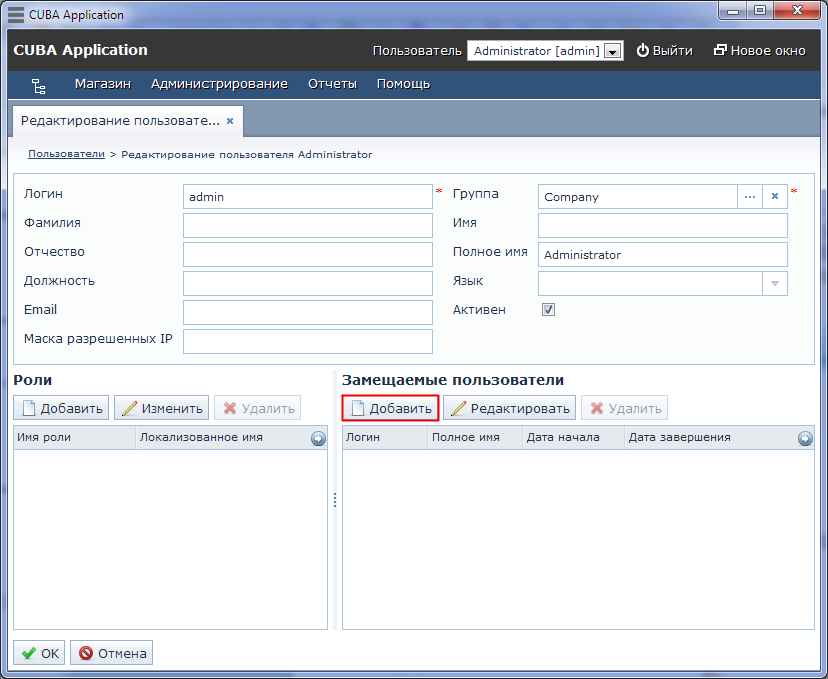 CUBA Application
CUBA Application Пользователь Administrator [admin] Выйти Новое окно
Магазин Администрирование Отчеты Помощь
Редактирование пользовате...
Пользователи > Редактирование пользователя Administrator
Логин admin * Группа Company ... *
Фамилия Имя
Отчество Полное имя Administrator
Должность Язык
Email Активен
Маска разрешенных IP
Роли Замещаемые пользователи
Добавить Изменить Удалить Добавить Редактировать Удалить
Имя роли Локализованное имя Логин Полное имя Дата начала Дата завершения
OK Отмена